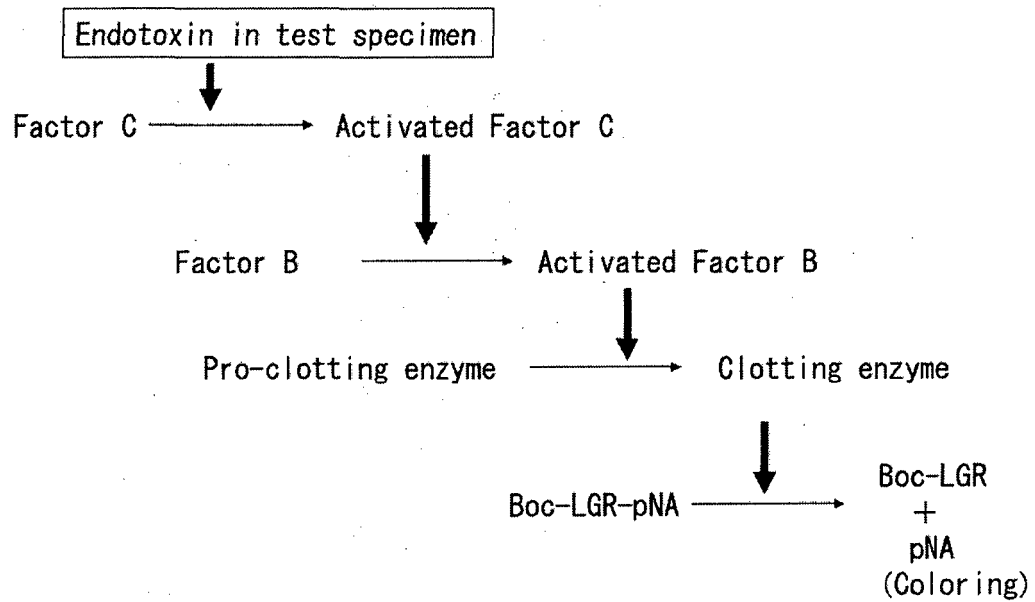 Endotoxin in test specimen
Factor C
Activated Factor C
Factor B
Activated Factor B
Pro-clotting enzyme
Clotting enzyme
Boc-LGR-pNA
Boc-LGR
+
pNA
(Coloring)